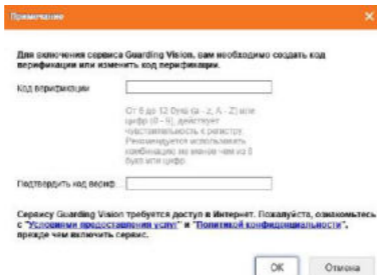 Примечание
Для включения сервиса Guarding Vision, вам необходимо создать код
верификации или изменить код верификации.
Код верификации
От 6 до 12 букв (a - z, A - Z) или
цифр (0 - 9), действует
чувствительность к регистру.
Рекомендуется использовать
комбинацию не менее чем из 8
букв или цифр.
Подтвердить код вериф...
Сервису Guarding Vision требуется доступ в Интернет. Пожалуйста, ознакомьтесь
с "Условиями предоставления услуг" и "Политикой конфиденциальности",
прежде чем включить сервис.
OK
Отмена